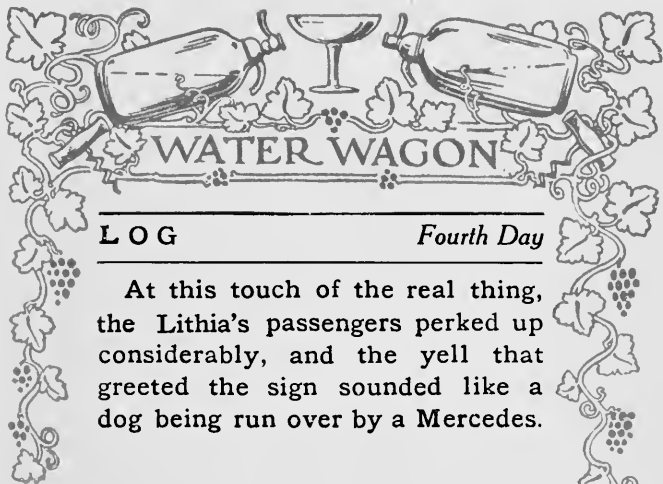 WATER WAGON
LOG Fourth Day
At this touch of the real thing,
the Lithia's passengers perked up
considerably, and the yell that
greeted the sign sounded like a
dog being run over by a Mercedes.